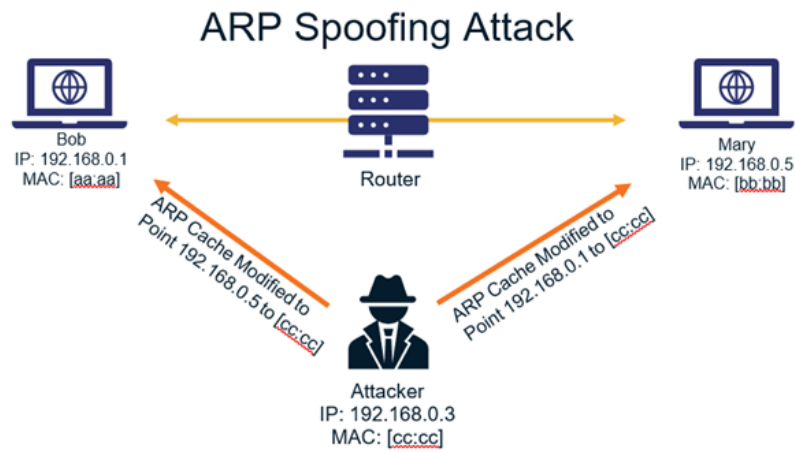 ARP Spoofing Attack
Bob
IP: 192.168.0.1
MAC: [aa:aa]
Router
Mary
IP: 192.168.0.5
MAC: [bb:bb]
ARP Cache Modified to
Point 192.168.0.5 to [cc:cc]
ARP Cache Modified to
Point 192.168.0.1 to [cc:cc]
Attacker
IP: 192.168.0.3
MAC: [cc:cc]